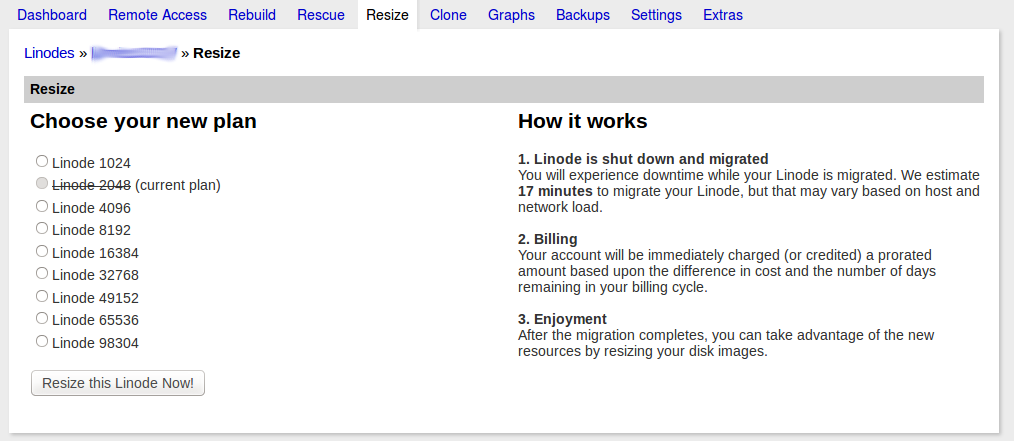 Dashboard Remote Access Rebuild Rescue Resize Clone Graphs Backups Settings Extras
Linodes » » Resize
Resize
Choose your new plan
Linode 1024
Linode 2048 (current plan)
Linode 4096
Linode 8192
Linode 16384
Linode 32768
Linode 49152
Linode 65536
Linode 98304
Resize this Linode Now!
How it works
1. Linode is shut down and migrated
You will experience downtime while your Linode is migrated. We estimate
17 minutes to migrate your Linode, but that may vary based on host and
network load.
2. Billing
Your account will be immediately charged (or credited) a prorated
amount based upon the difference in cost and the number of days
remaining in your billing cycle.
3. Enjoyment
After the migration completes, you can take advantage of the new
resources by resizing your disk images.